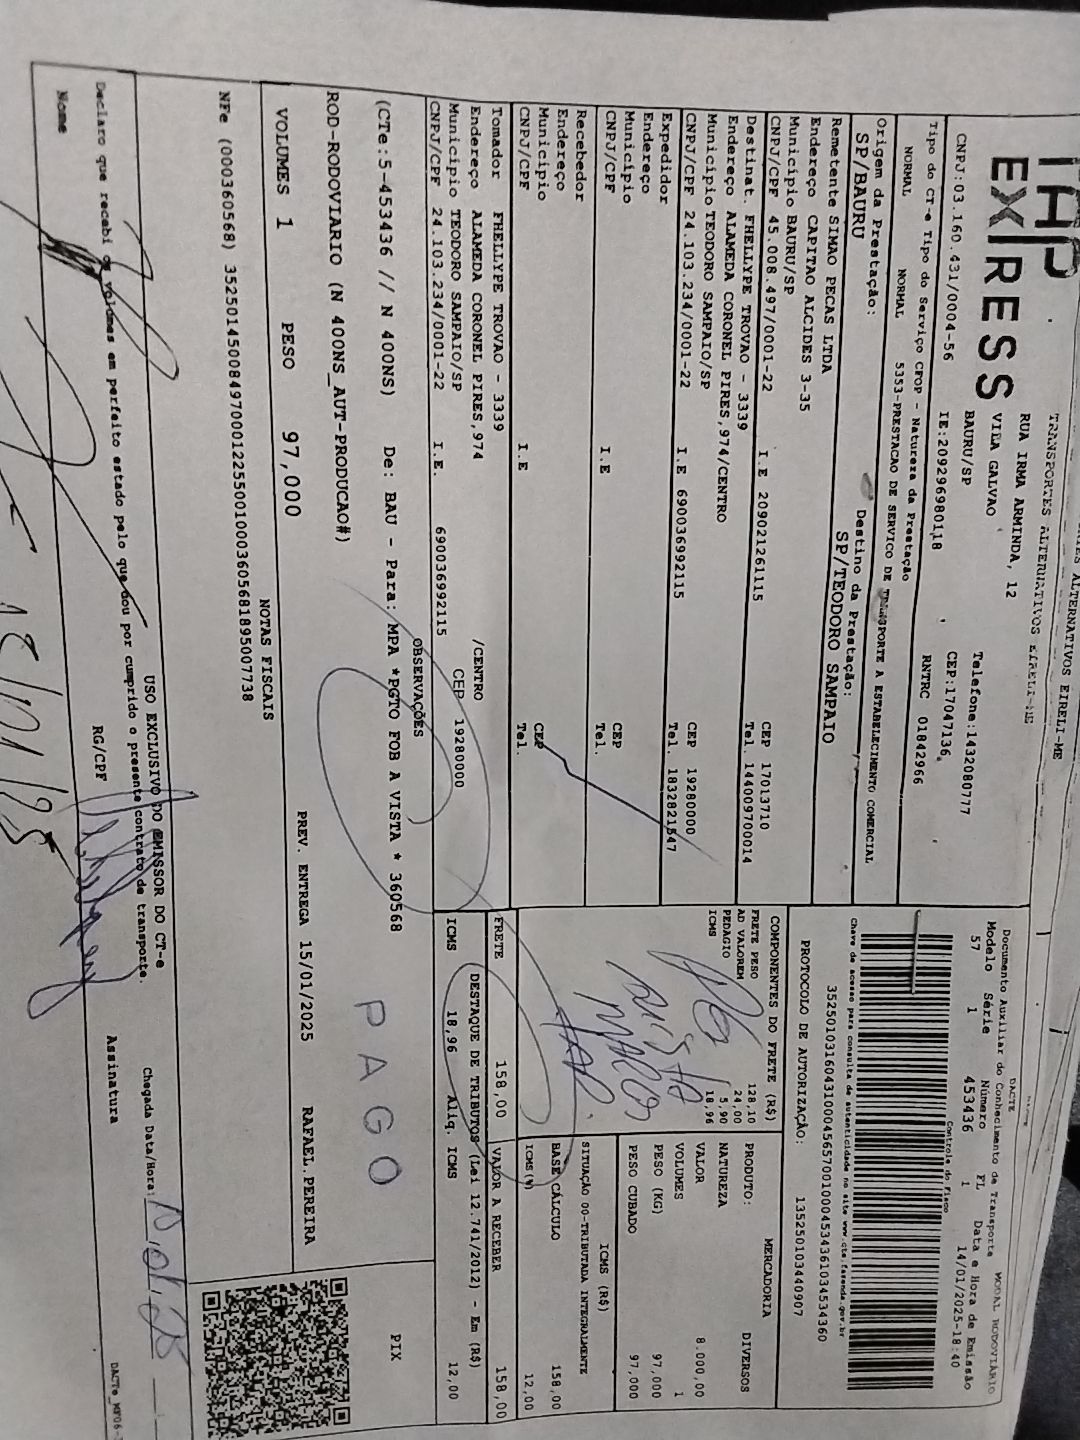 EXPRESS
TRANSPORTES ALTERNATIVOS EIRELI-ME
RUA IRMA ARMINDA, 12
VILA GALVAO
BAURU/SP
Telefone:1432080777
CEP:17047136
CNPJ:03.160.431/0004-56 IE:209296980118 RNTRC 01842966
Tipo do CT-e Tipo do Serviço CFOP - Natureza da Prestação
NORMAL NORMAL 5353-PRESTACAO DE SERVICO DE TRANSPORTE A ESTABELECIMENTO COMERCIAL
Origem da Prestação: Destino da Prestação:
SP/BAURU SP/TEODORO SAMPAIO
Remetente SIMAO PECAS LTDA
Endereço CAPITAO ALCIDES 3-35
Município BAURU/SP CEP 17013710
CNPJ/CPF 45.008.497/0001-22 I.E 209021261115 Tel. 144009700014
Destinat. FHELLYPE TROVAO - 3339
Endereço ALAMEDA CORONEL PIRES,974/CENTRO
Município TEODORO SAMPAIO/SP CEP 19280000
CNPJ/CPF 24.103.234/0001-22 I.E 690036992115 Tel. 1832821547
Expedidor
Endereço
Município CEP
CNPJ/CPF I.E Tel.
Recebedor
Endereço
Município CEP
CNPJ/CPF I.E Tel.
Tomador FHELLYPE TROVAO - 3339
Endereço ALAMEDA CORONEL PIRES,974 /CENTRO
Município TEODORO SAMPAIO/SP CEP 19280000
CNPJ/CPF 24.103.234/0001-22 I.E. 690036992115
DACTE
Documento Auxiliar do Conhecimento de Transporte MODAL RODOVIÁRIO
Modelo Série Número FL Data e Hora de Emissão
57 1 453436 1 14/01/2025-18:40
Controle do Fisco
Chave de acesso para consulta de autenticidade no site www.cte.fazenda.gov.br
35250103160431000456570100045343610345343​60
PROTOCOLO DE AUTORIZAÇÃO: 135250103440907
COMPONENTES DO FRETE (R$)
FRETE PESO 128,10
AD VALOREM 24,00
PEDAGIO 5,90
ICMS 18,96
MERCADORIA
PRODUTO: DIVERSOS
NATUREZA
VALOR 8.000,00
VOLUMES 1
PESO (KG) 97,000
PESO CUBADO 97,000
ICMS (R$)
SITUAÇÃO 00-TRIBUTADA INTEGRALMENTE
BASE CÁLCULO 158,00
ICMS (%) 12,00
FRETE 158,00 VALOR A RECEBER 158,00
DESTAQUE DE TRIBUTOS (Lei 12.741/2012) - Em (R$)
ICMS 18,96 Aliq. ICMS 12,00
OBSERVAÇÕES
(CTe:5-453436 // N 400NS) De: BAU - Para: MPA *PGTO FOB A VISTA * 360568
ROD-RODOVIARIO (N 400NS_AUT-PRODUCAO#)
PAGO
PIX
VOLUMES 1 PESO 97,000 PREV. ENTREGA 15/01/2025 RAFAEL.PEREIRA
NOTAS FISCAIS
NFe (000360568) 35250145008497000122550010003605681895007738
USO EXCLUSIVO DO EMISSOR DO CT-e
Declaro que recebi os volumes em perfeito estado pelo que dou por cumprido o presente contrato de transporte.
Chegada Data/Hora:
Nome RG/CPF Assinatura